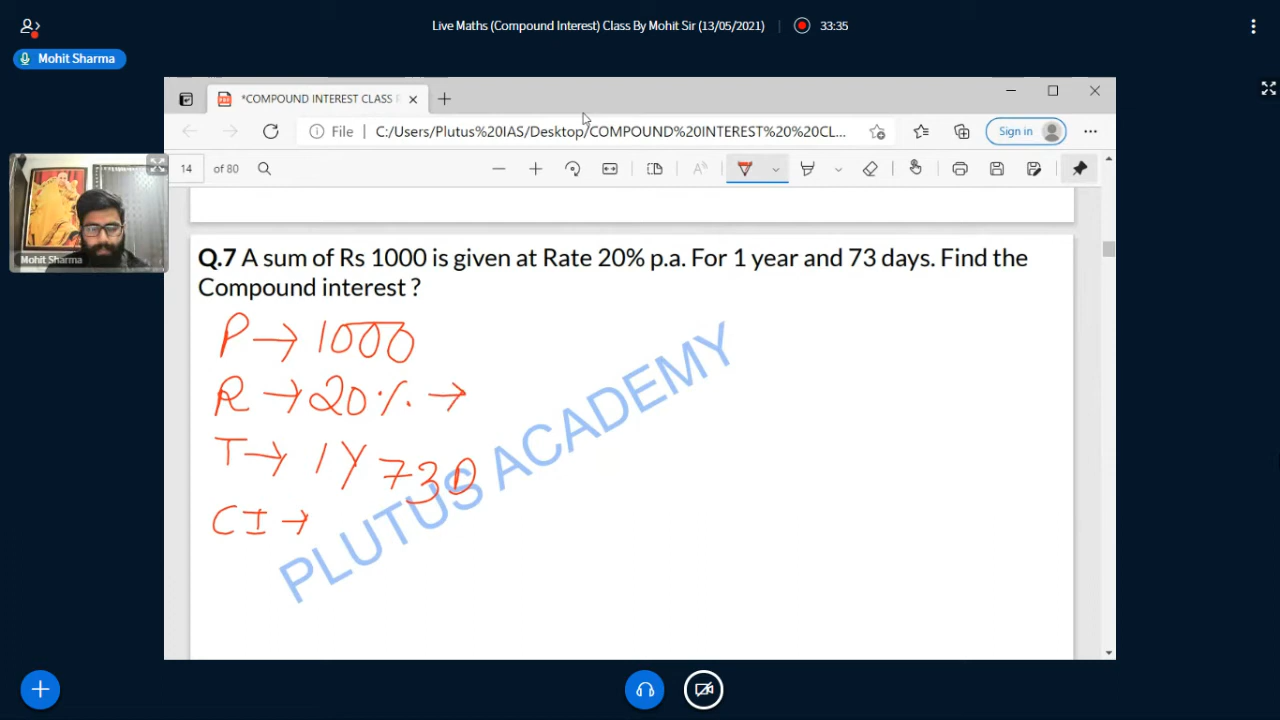 Live Maths (Compound Interest) Class By Mohit Sir (13/05/2021) 33:35
Mohit Sharma
*COMPOUND INTEREST CLASS P
File C:/Users/Plutus%20IAS/Desktop/COMPOUND%20INTEREST%20%20CL... Sign in
14 of 80
Mohit Sharma
Q.7 A sum of Rs 1000 is given at Rate 20% p.a. For 1 year and 73 days. Find the
Compound interest ?
P → 1000
R → 20% →
T → 1Y 73D
CI →
PLUTUS ACADEMY